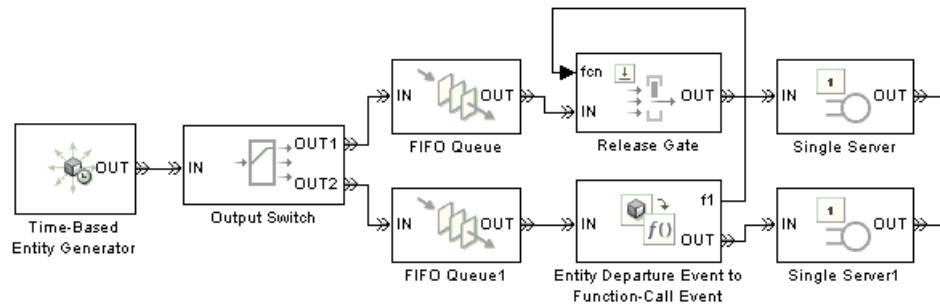 OUT
Time-Based
Entity Generator
IN
OUT1
OUT2
Output Switch
IN
OUT
FIFO Queue
fcn
IN
OUT
Release Gate
1
IN
OUT
Single Server
IN
OUT
FIFO Queue1
IN
f1
f()
OUT
Entity Departure Event to
Function-Call Event
1
IN
OUT
Single Server1